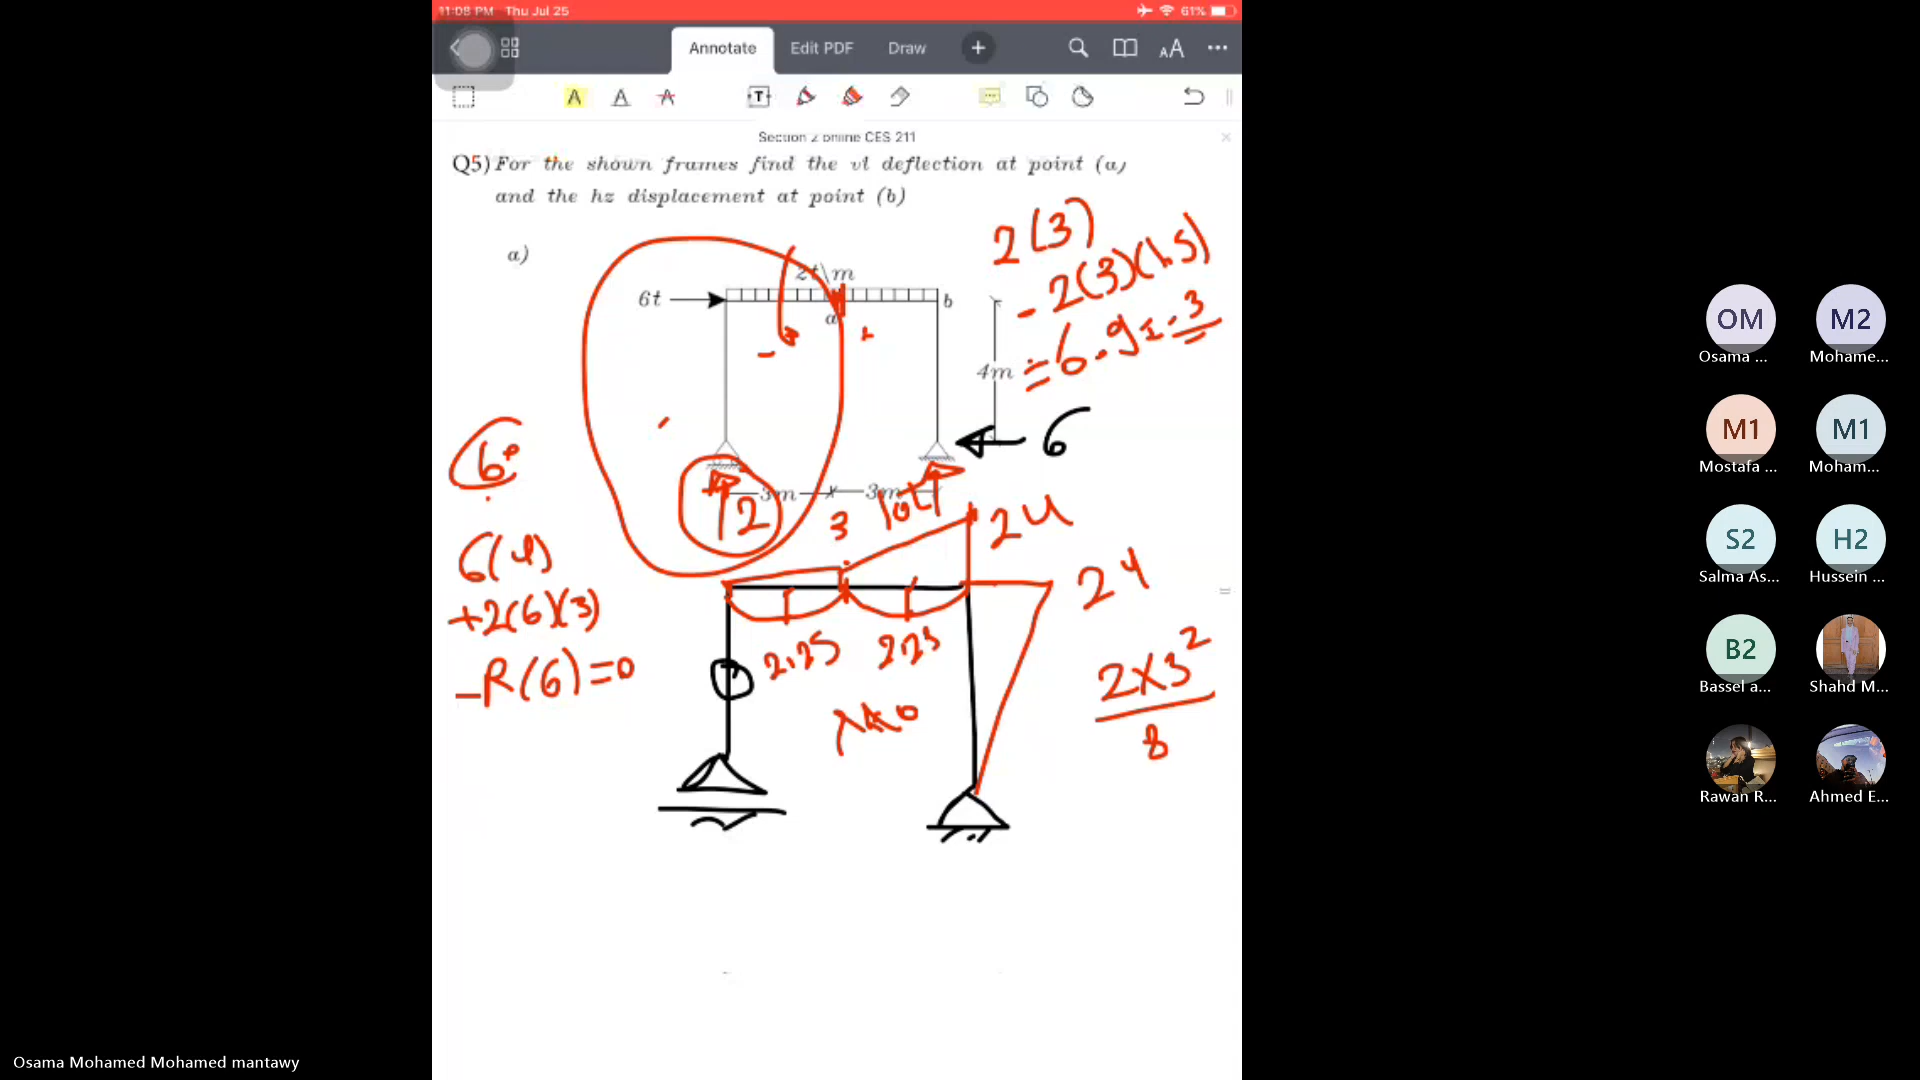 11:08 PM Thu Jul 25
61%
Annotate Edit PDF Draw
AA •••
A A A T
Section 2 online CES 211
Q5) For the shown frames find the vl deflection at point (a)
and the hz displacement at point (b)
a)
2t\m
6t
b
a
4m
3m
3m
2(3)
- 2(3)(1.5)
= 6-9 = -3
- +
6
6
2
10t
6(4)
+2(6)(3)
-R(6)=0
3
24
24
2.25
2.25
2x3²
8
OM
M2
Osama ...
Mohame...
M1
M1
Mostafa ...
Moham...
S2
H2
Salma As...
Hussein ...
B2
Bassel a...
Shahd M...
Rawan R...
Ahmed E...
Osama Mohamed Mohamed mantawy